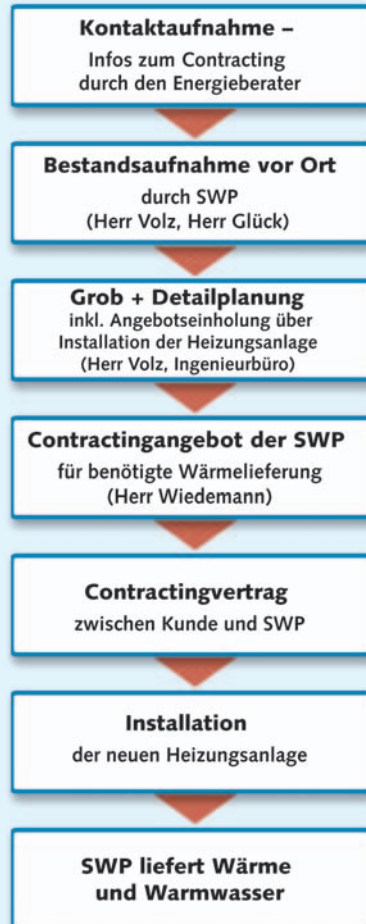 Kontaktaufnahme –
Infos zum Contracting
durch den Energieberater
Bestandsaufnahme vor Ort
durch SWP
(Herr Volz, Herr Glück)
Grob + Detailplanung
inkl. Angebotseinholung über
Installation der Heizungsanlage
(Herr Volz, Ingenieurbüro)
Contractingangebot der SWP
für benötigte Wärmelieferung
(Herr Wiedemann)
Contractingvertrag
zwischen Kunde und SWP
Installation
der neuen Heizungsanlage
SWP liefert Wärme
und Warmwasser